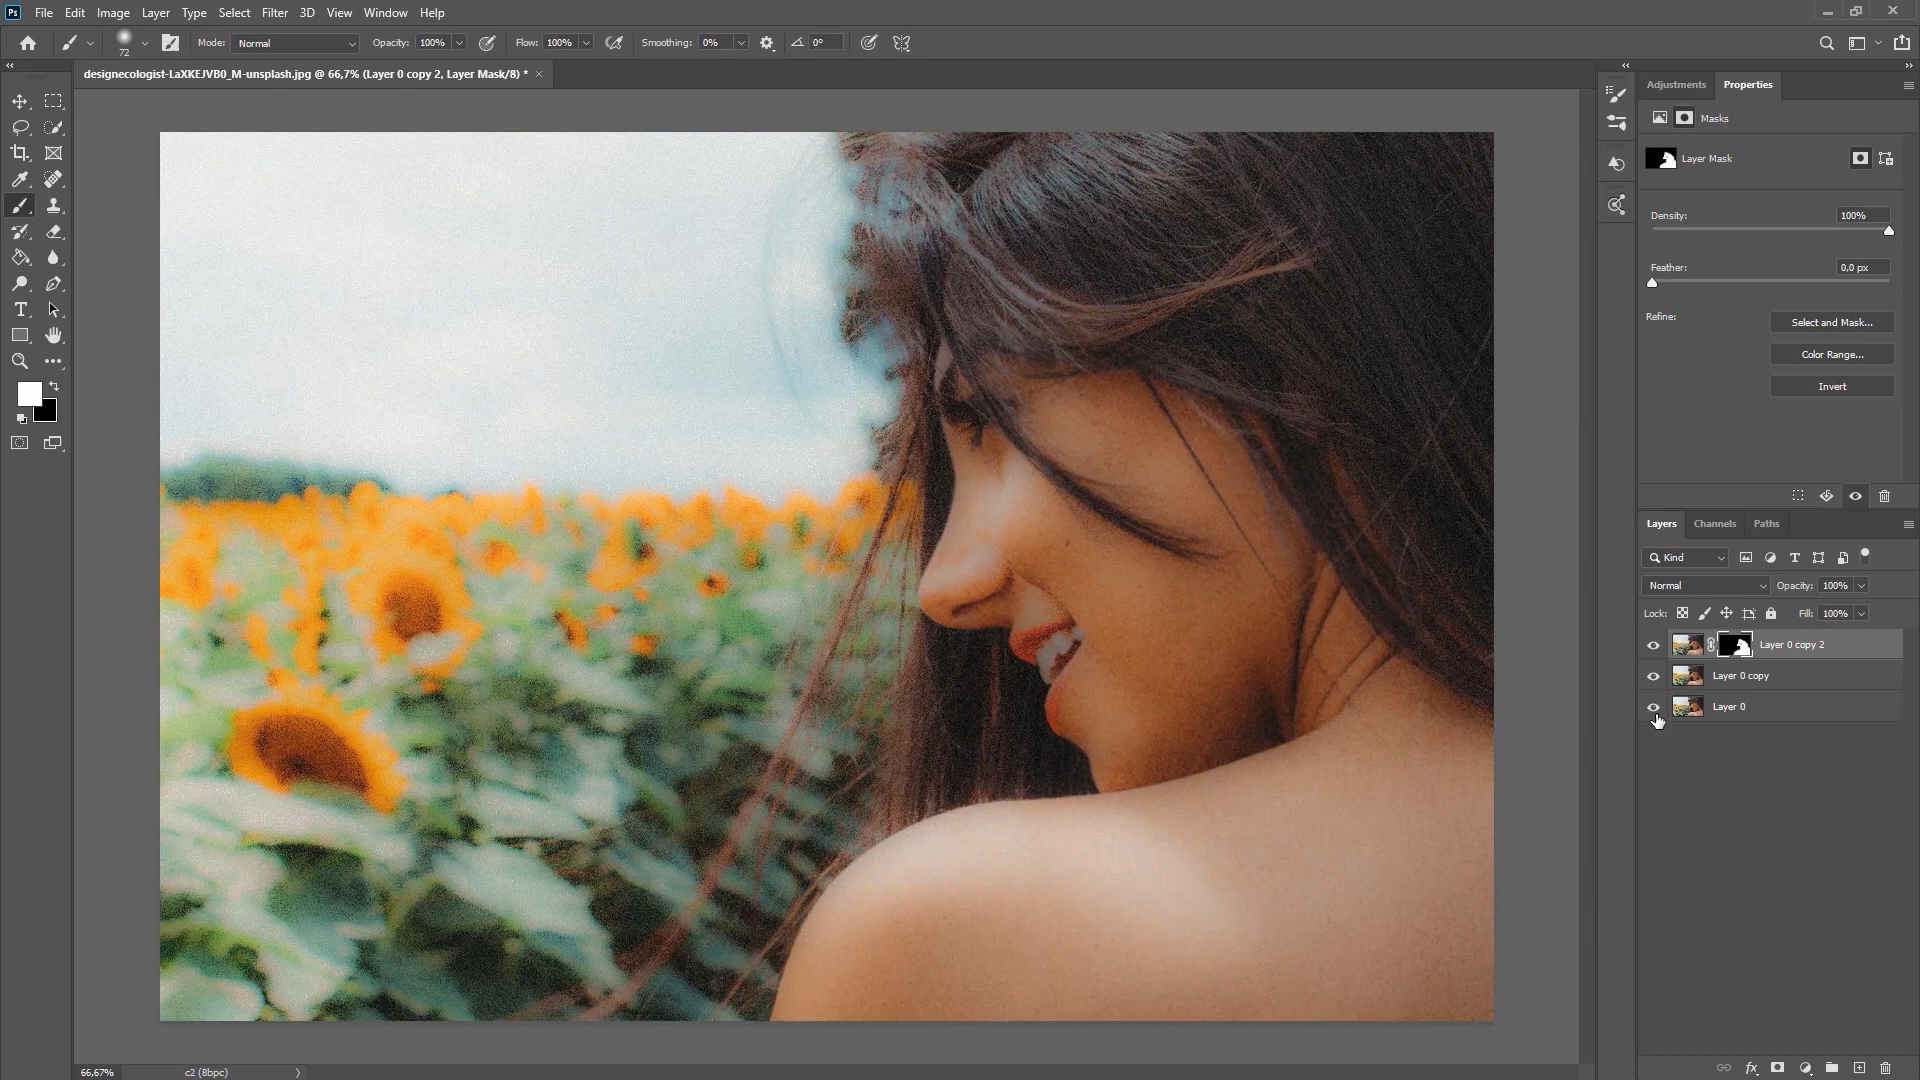 Ps File Edit Image Layer Type Select Filter 3D View Window Help
72 Mode: Normal Opacity: 100% Flow: 100% Smoothing: 0% 0°
designecologist-LaXKEJVB0_M-unsplash.jpg @ 66,7% (Layer 0 copy 2, Layer Mask/8) * ×
Adjustments Properties
Masks
Layer Mask
Density: 100%
Feather: 0,0 px
Refine: Select and Mask...
Color Range...
Invert
Layers Channels Paths
Kind
Normal Opacity: 100%
Lock: Fill: 100%
Layer 0 copy 2
Layer 0 copy
Layer 0
66,67% c2 (8bpc)